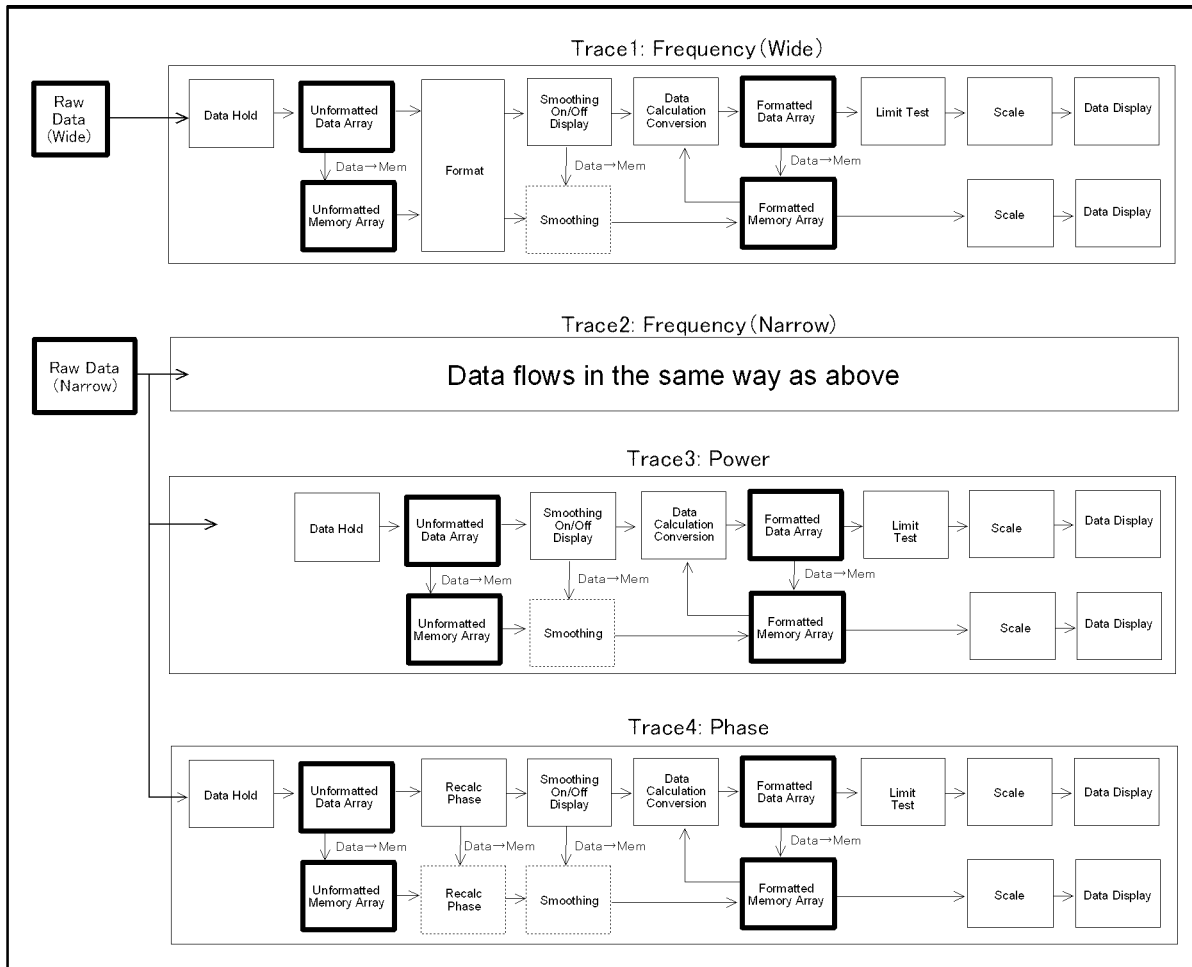 Trace1: Frequency(Wide)
Raw
Data
(Wide)
Data Hold
Unformatted
Data Array
Data→Mem
Unformatted
Memory Array
Format
Smoothing
On/Off
Display
Data→Mem
Smoothing
Data
Calculation
Conversion
Formatted
Data Array
Data→Mem
Formatted
Memory Array
Limit Test
Scale
Data Display
Scale
Data Display
Trace2: Frequency(Narrow)
Raw Data
(Narrow)
Data flows in the same way as above
Trace3: Power
Data Hold
Unformatted
Data Array
Data→Mem
Unformatted
Memory Array
Smoothing
On/Off
Display
Data→Mem
Smoothing
Data
Calculation
Conversion
Formatted
Data Array
Data→Mem
Formatted
Memory Array
Limit
Test
Scale
Data Display
Scale
Data Display
Trace4: Phase
Data Hold
Unformatted
Data Array
Data→Mem
Unformatted
Memory Array
Recalc
Phase
Data→Mem
Recalc
Phase
Smoothing
On/Off
Display
Data→Mem
Smoothing
Data
Calculation
Conversion
Formatted
Data Array
Data→Mem
Formatted
Memory Array
Limit
Test
Scale
Data Display
Scale
Data Display